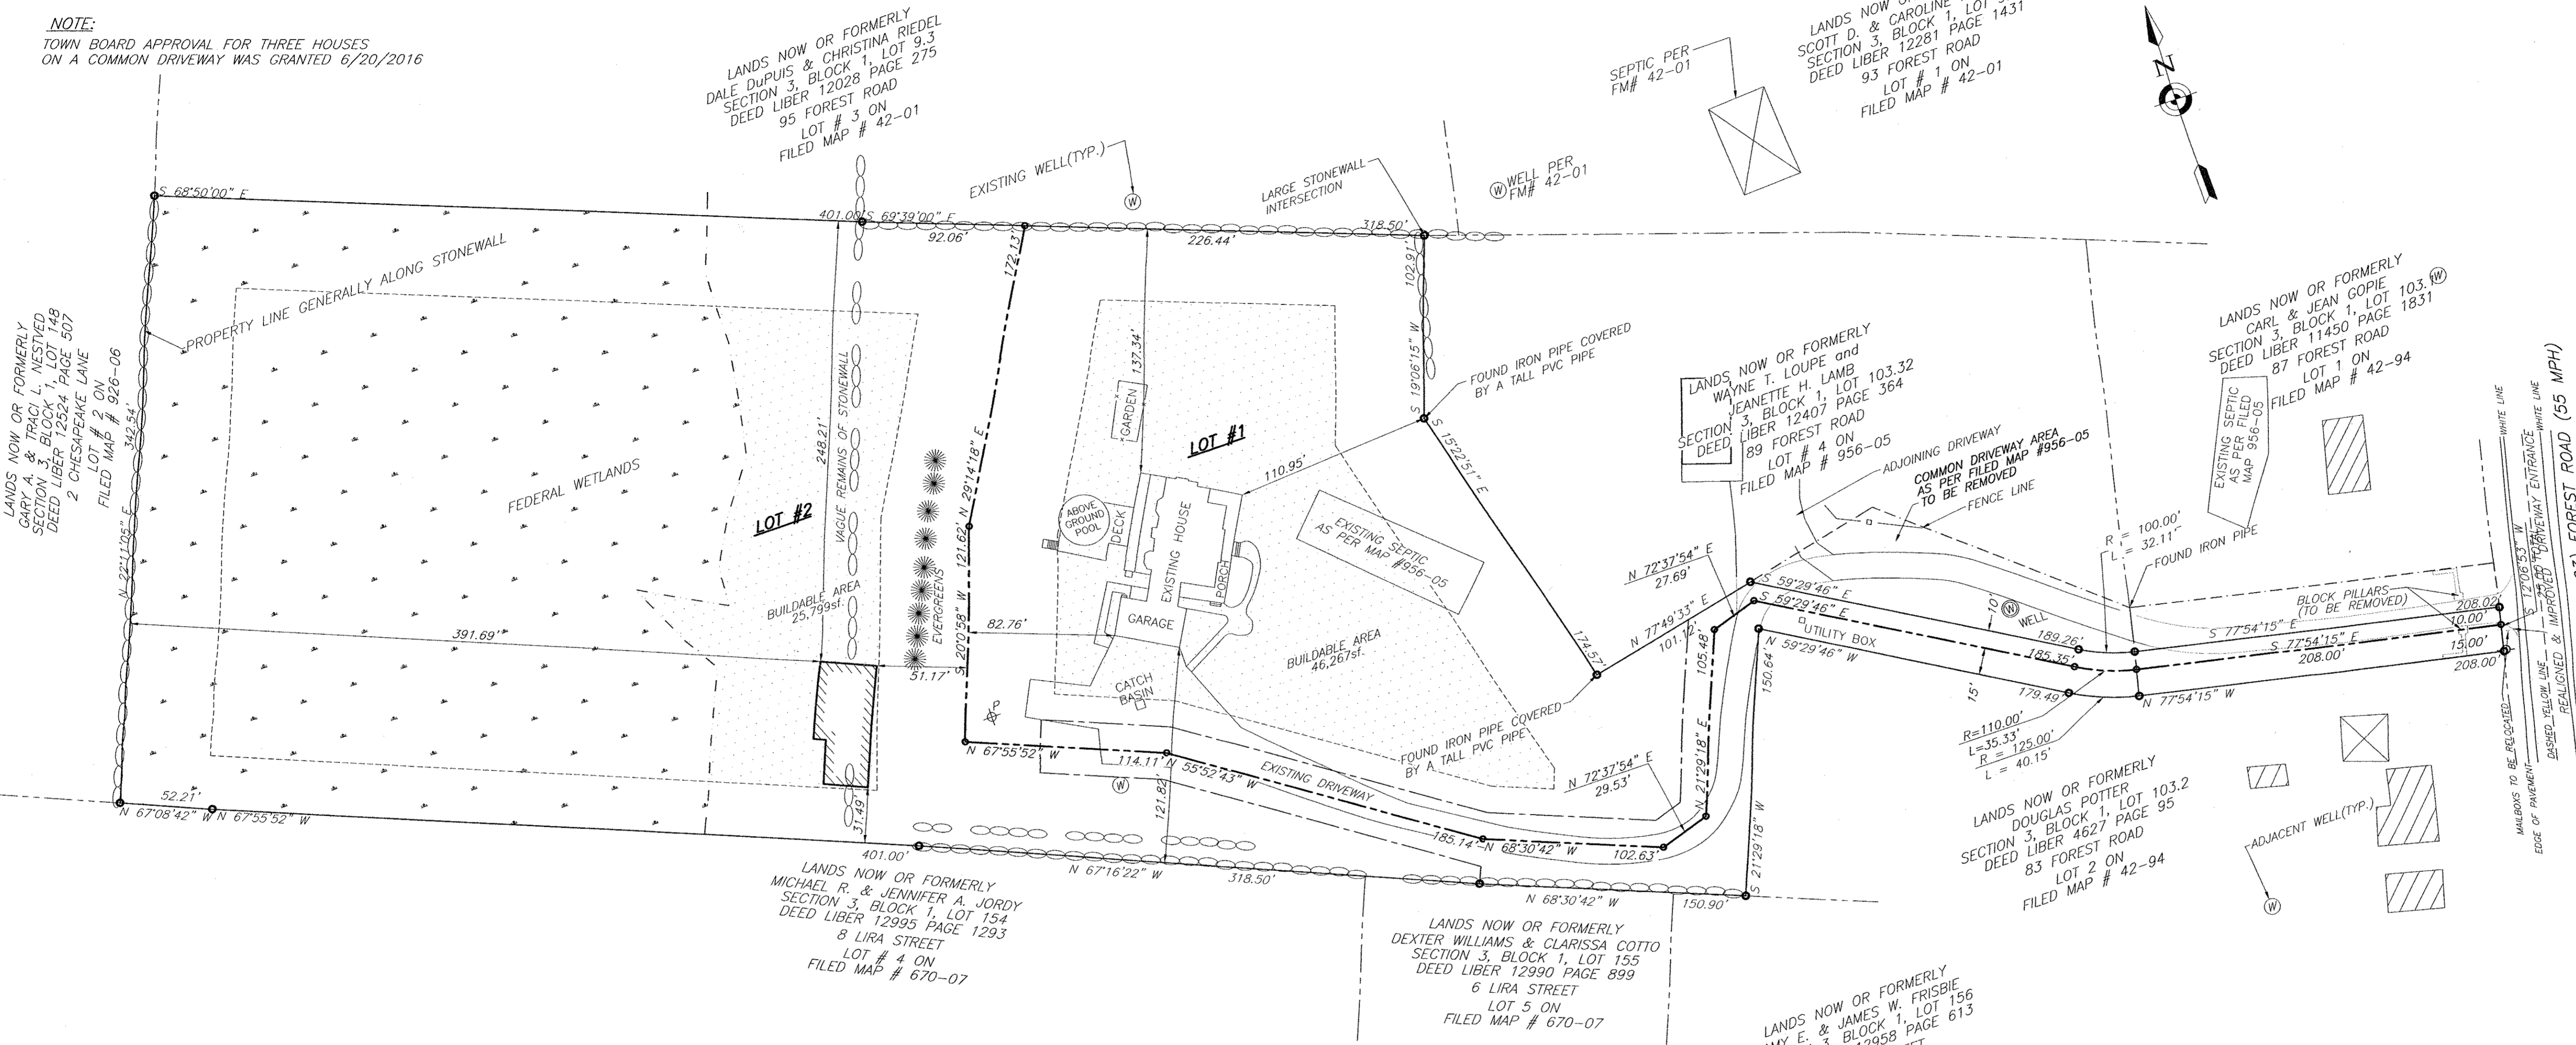 NOTE:
TOWN BOARD APPROVAL FOR THREE HOUSES
ON A COMMON DRIVEWAY WAS GRANTED 6/20/2016
LANDS NOW OR FORMERLY
DALE DuPUIS & CHRISTINA RIEDEL
SECTION 3, BLOCK 1, LOT 9.3
DEED LIBER 12028 PAGE 275
95 FOREST ROAD
LOT # 3 ON
FILED MAP # 42-01
EXISTING WELL(TYP.)
W
LARGE STONEWALL
INTERSECTION
W
WELL PER
FM# 42-01
SEPTIC PER
FM# 42-01
LANDS NOW
SCOTT D. & CAROLINE
SECTION 3, BLOCK 1, LOT
DEED LIBER 12281 PAGE 1431
93 FOREST ROAD
LOT # 1 ON
FILED MAP # 42-01
N
S 68°50'00" E
401.00'
S 69°39'00" E
92.06'
226.44'
318.50'
172.13'
102.91'
S 19°06'15" W
137.34'
PROPERTY LINE GENERALLY ALONG STONEWALL
LANDS NOW OR FORMERLY
GARY A. & TRACI L. NESTVED
SECTION 3, BLOCK 1, LOT 148
DEED LIBER 12524 PAGE 507
2 CHESAPEAKE LANE
LOT # 2 ON
FILED MAP # 926-06
342.54'
N 22°11'05" E
FEDERAL WETLANDS
LOT #2
248.21'
VAGUE REMAINS OF STONEWALL
BUILDABLE AREA
25,799sf.
391.69'
51.17'
31.49'
EVERGREENS
N 29°14'18" E
121.62'
S 20°0'58" W
82.76'
GARDEN
LOT #1
110.95'
FOUND IRON PIPE COVERED
BY A TALL PVC PIPE
S 15°22'51" E
174.57'
ABOVE
GROUND
POOL
DECK
EXISTING HOUSE
PORCH
GARAGE
CATCH
BASIN
P
EXISTING SEPTIC
AS PER MAP #956-05
BUILDABLE AREA
46,267sf.
FOUND IRON PIPE COVERED
BY A TALL PVC PIPE
N 67°55'52" W
114.11'
N 55°52'43" W
EXISTING DRIVEWAY
185.14'
N 68°30'42" W
102.63'
N 72°37'54" E
29.53'
N 21°29'18" E
105.48'
150.64'
S 21°29'18" W
W
121.82'
52.21'
N 67°08'42" W
N 67°55'52" W
401.00'
N 67°16'22" W
318.50'
N 68°30'42" W
150.90'
LANDS NOW OR FORMERLY
MICHAEL R. & JENNIFER A. JORDY
SECTION 3, BLOCK 1, LOT 154
DEED LIBER 12995 PAGE 1293
8 LIRA STREET
LOT # 4 ON
FILED MAP # 670-07
LANDS NOW OR FORMERLY
DEXTER WILLIAMS & CLARISSA COTTO
SECTION 3, BLOCK 1, LOT 155
DEED LIBER 12990 PAGE 899
6 LIRA STREET
LOT 5 ON
FILED MAP # 670-07
LANDS NOW OR FORMERLY
E. & JAMES W. FRISBIE
3, BLOCK 1, LOT 156
PAGE 613
LANDS NOW OR FORMERLY
WAYNE T. LOUPE and
JEANETTE H. LAMB
SECTION 3, BLOCK 1, LOT 103.32
DEED LIBER 12407 PAGE 364
89 FOREST ROAD
LOT # 4 ON
FILED MAP # 956-05
ADJOINING DRIVEWAY
COMMON DRIVEWAY AREA
AS PER FILED MAP #956-05
TO BE REMOVED
FENCE LINE
N 72°37'54" E
27.69'
N 77°49'33" E
101.12'
S 59°29'46" E
S 59°29'46" E
UTILITY BOX
N 59°29'46" W
10'
W
WELL
189.26'
185.35'
179.49'
15'
R = 100.00'
L = 32.11'
FOUND IRON PIPE
R=110.00'
L=35.33'
R = 125.00'
L = 40.15'
S 77°54'15" E
S 77°54'15" E
208.00'
N 77°54'15" W
208.02'
10.00'
15.00'
208.00'
BLOCK PILLARS
(TO BE REMOVED)
LANDS NOW OR FORMERLY
CARL & JEAN GOPIE
SECTION 3, BLOCK 1, LOT 103.1
W
DEED LIBER 11450 PAGE 1831
87 FOREST ROAD
LOT 1 ON
FILED MAP # 42-94
EXISTING SEPTIC
AS PER FILED
MAP 956-05
LANDS NOW OR FORMERLY
DOUGLAS POTTER
SECTION 3, BLOCK 1, LOT 103.2
DEED LIBER 4627 PAGE 95
83 FOREST ROAD
LOT 2 ON
FILED MAP # 42-94
ADJACENT WELL(TYP.)
W
WHITE LINE
S 12°06'53" W
WHITE LINE
REALIGNED & IMPROVED DRIVEWAY ENTRANCE
DASHED YELLOW LINE
MAILBOXS TO BE RELOCATED
EDGE OF PAVEMENT
FOREST ROAD (55 MPH)